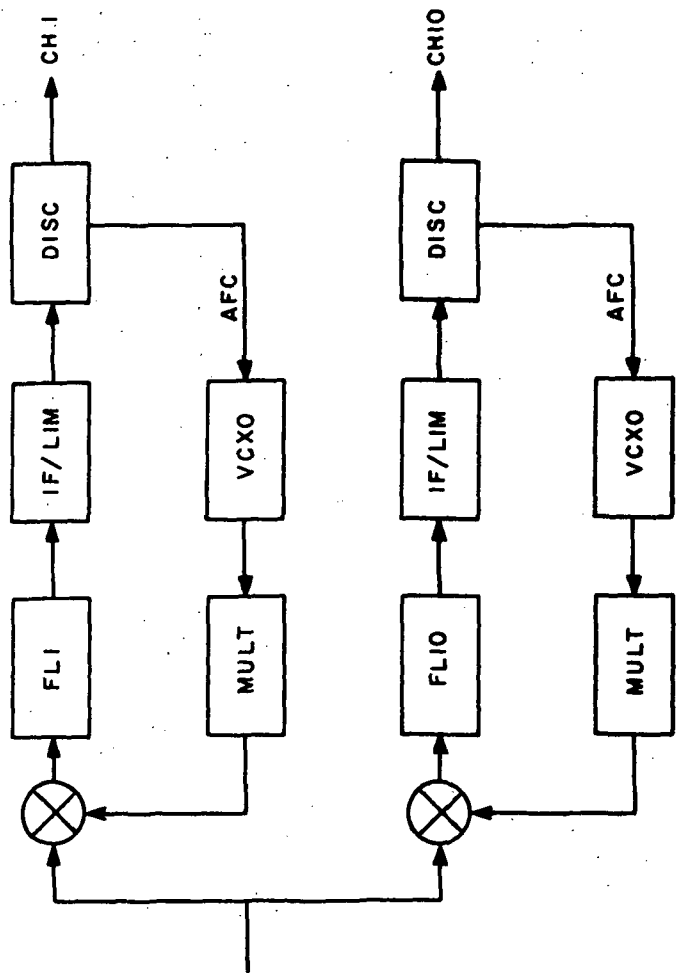 CH.1
DISC
AFC
IF/LIM
VCXO
FL1
MULT
CH10
DISC
AFC
IF/LIM
VCXO
FL10
MULT